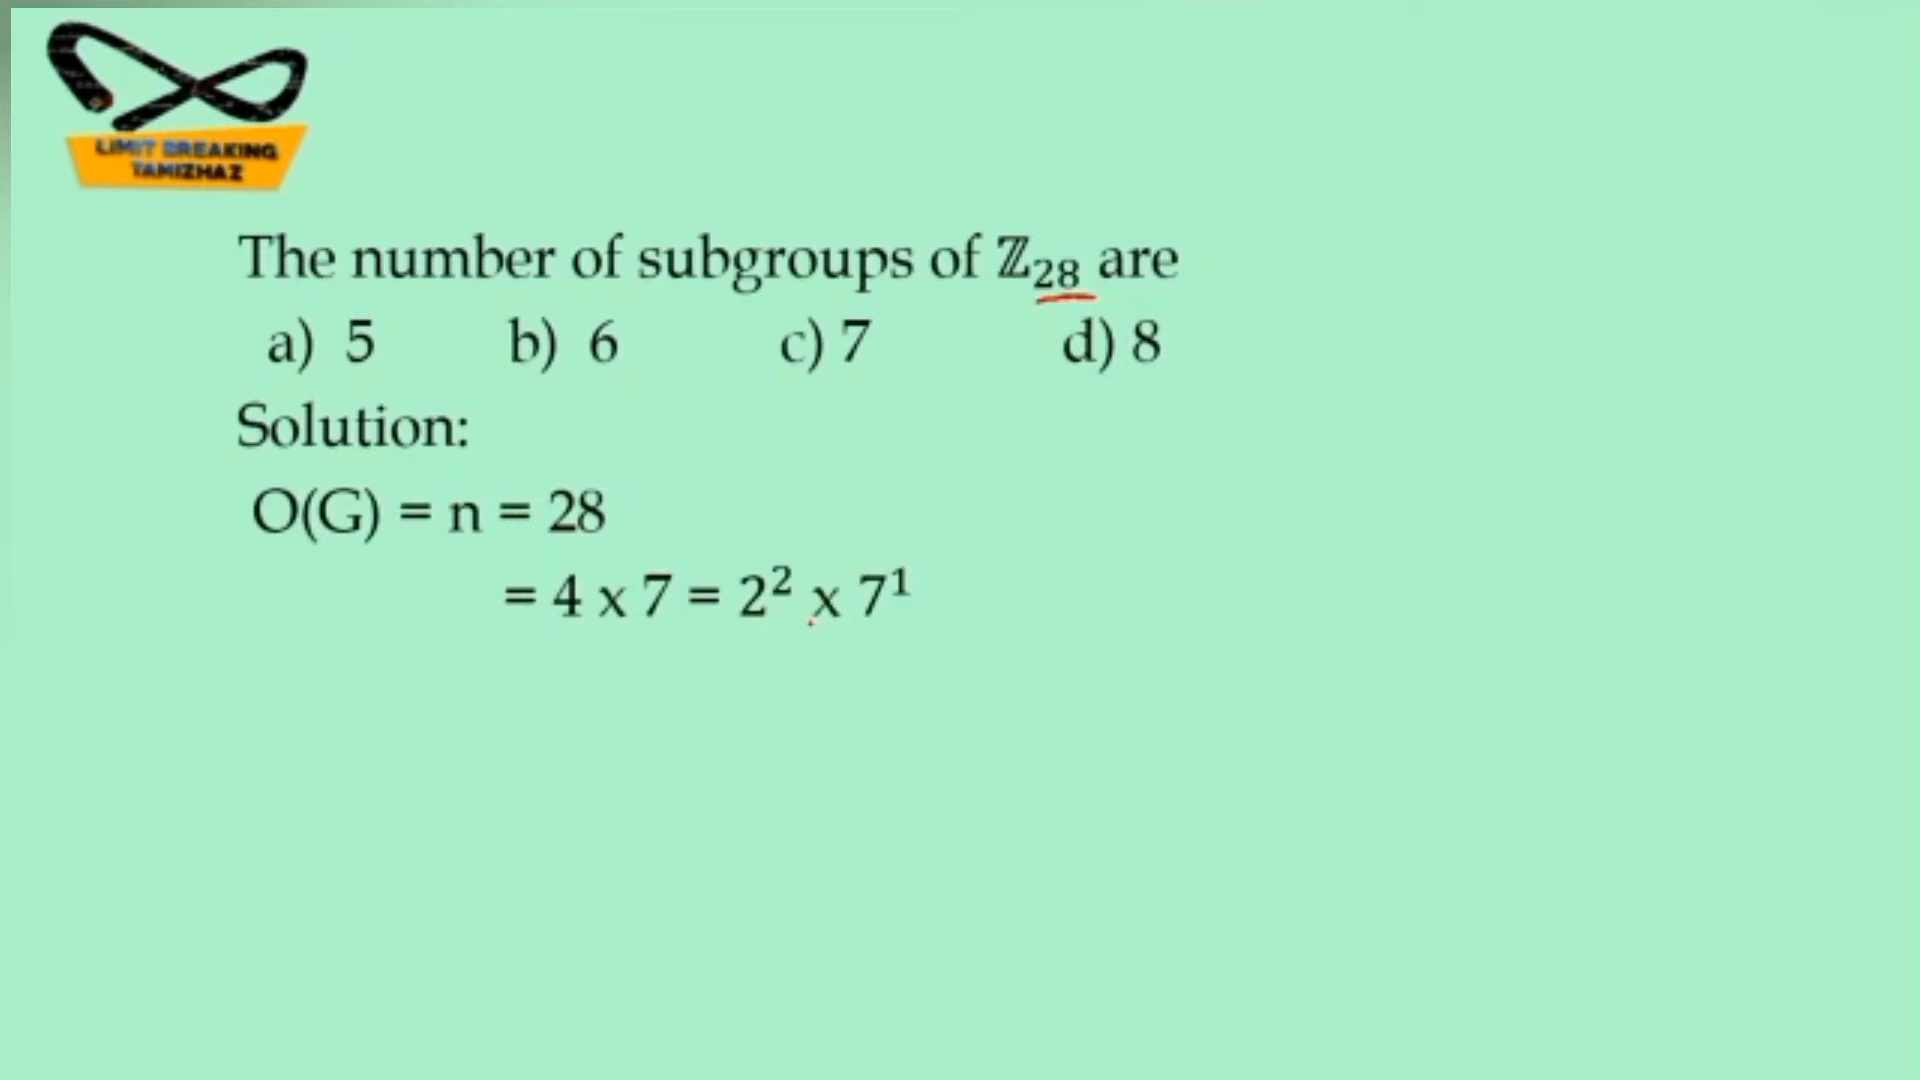 LIMIT BREAKING
TAMIZHAZ
The number of subgroups of ℤ₂₈ are
a) 5 b) 6 c) 7 d) 8
Solution:
O(G) = n = 28
= 4 x 7 = 2² x 7¹